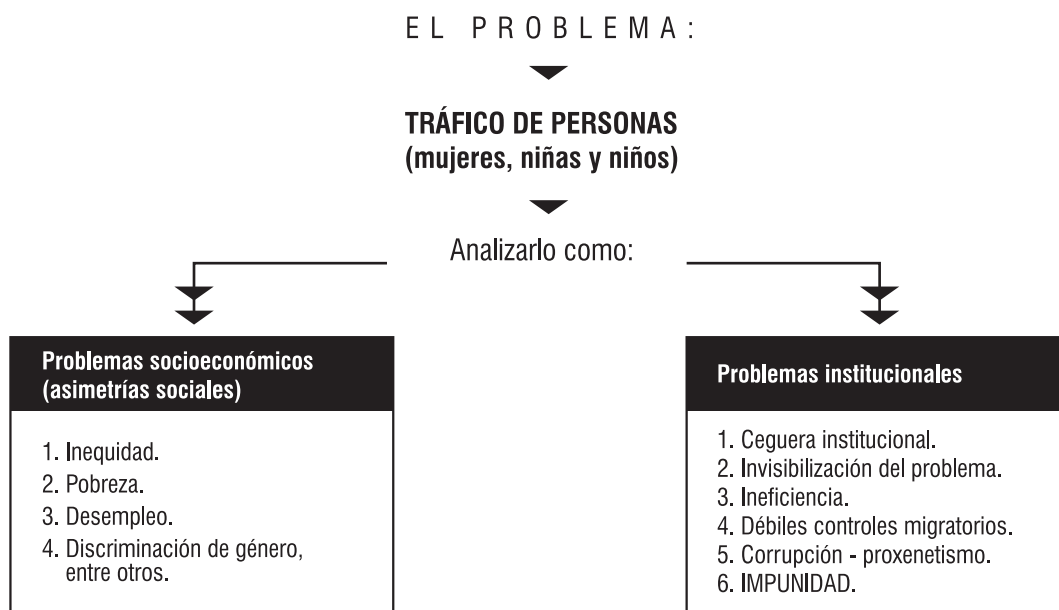 EL PROBLEMA:
TRÁFICO DE PERSONAS
(mujeres, niñas y niños)
Analizarlo como:
Problemas socioeconómicos
(asimetrías sociales)
1. Inequidad.
2. Pobreza.
3. Desempleo.
4. Discriminación de género,
entre otros.
Problemas institucionales
1. Ceguera institucional.
2. Invisibilización del problema.
3. Ineficiencia.
4. Débiles controles migratorios.
5. Corrupción - proxenetismo.
6. IMPUNIDAD.